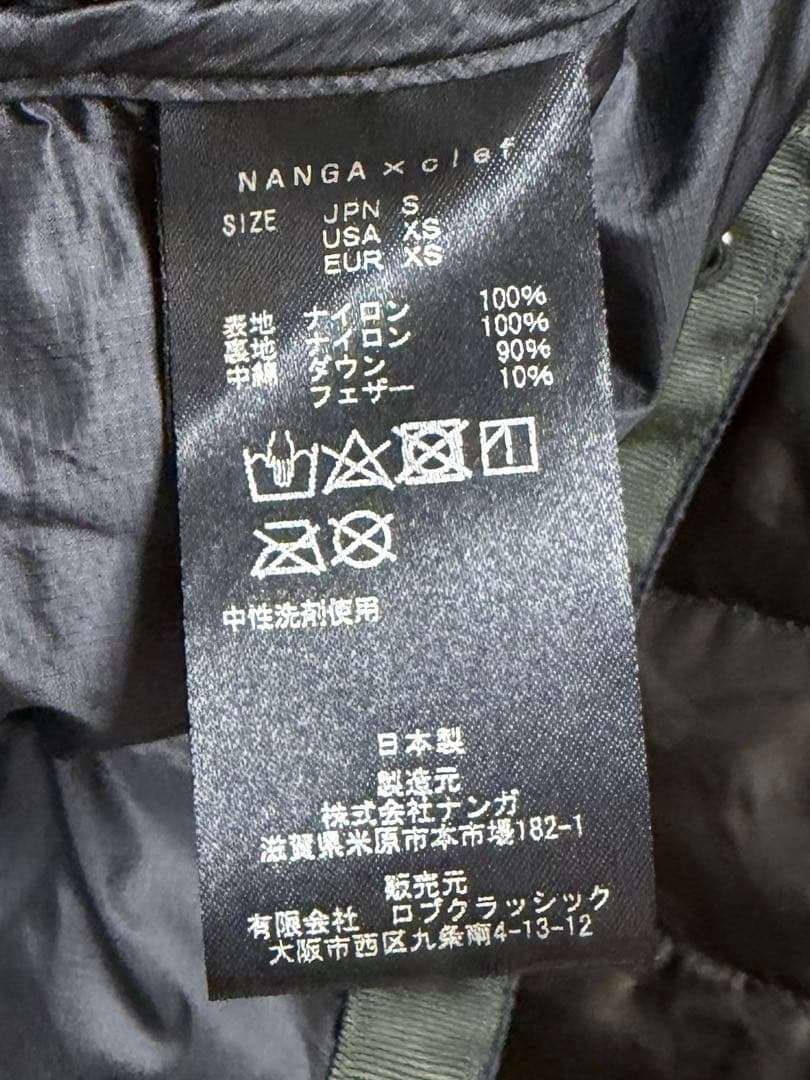 NANGA × clef
SIZE JPN S
USA XS
EUR XS
表地 ナイロン 100%
裏地 ナイロン 100%
中綿 ダウン 90%
フェザー 10%
中性洗剤使用
日本製
製造元
株式会社ナンガ
滋賀県米原市本市場182-1
販売元
有限会社 ロプクラッシック
大阪市西区九条南4-13-12